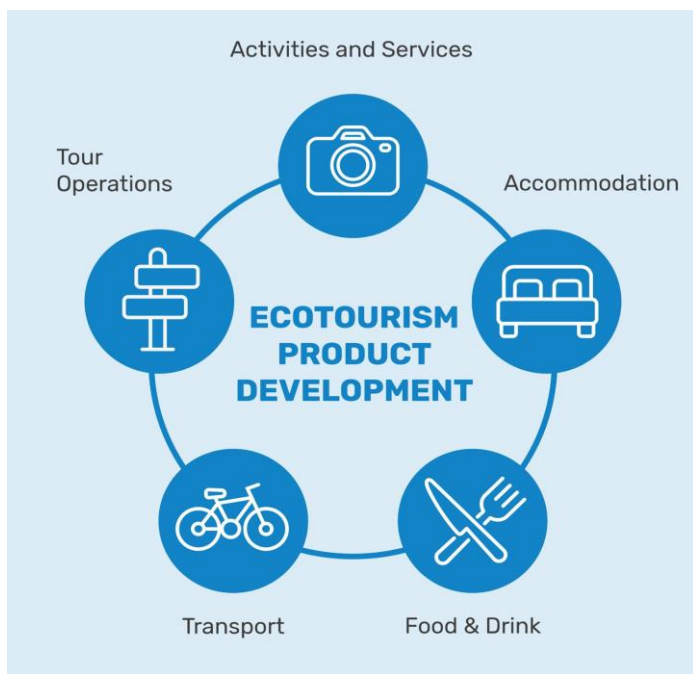 Activities and Services
Tour
Operations
Accommodation
ECOTOURISM
PRODUCT
DEVELOPMENT
Transport
Food & Drink